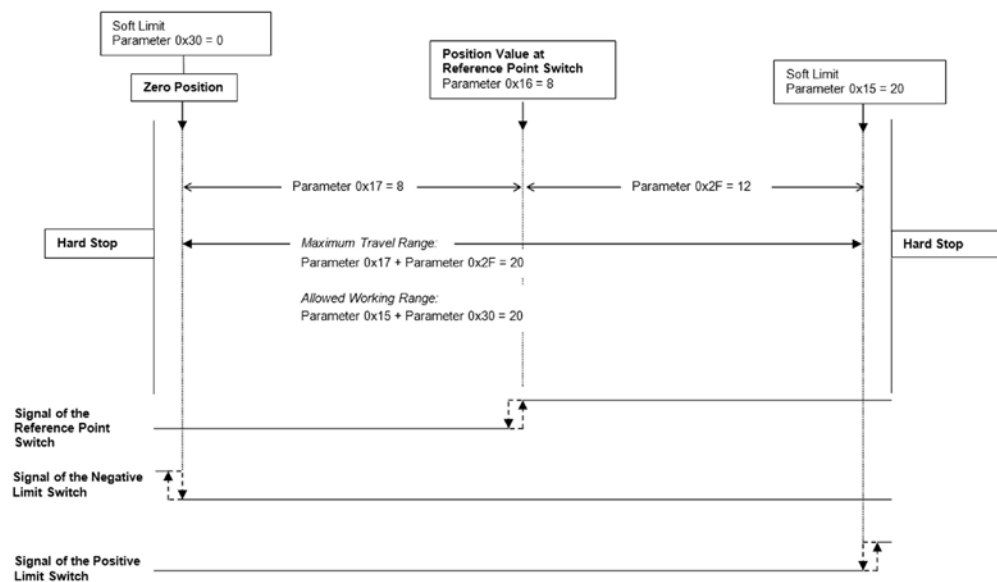 Soft Limit
Parameter 0x30 = 0
Zero Position
Position Value at
Reference Point Switch
Parameter 0x16 = 8
Soft Limit
Parameter 0x15 = 20
Parameter 0x17 = 8
Parameter 0x2F = 12
Hard Stop
Maximum Travel Range:
Parameter 0x17 + Parameter 0x2F = 20
Hard Stop
Allowed Working Range:
Parameter 0x15 + Parameter 0x30 = 20
Signal of the
Reference Point
Switch
Signal of the Negative
Limit Switch
Signal of the Positive
Limit Switch